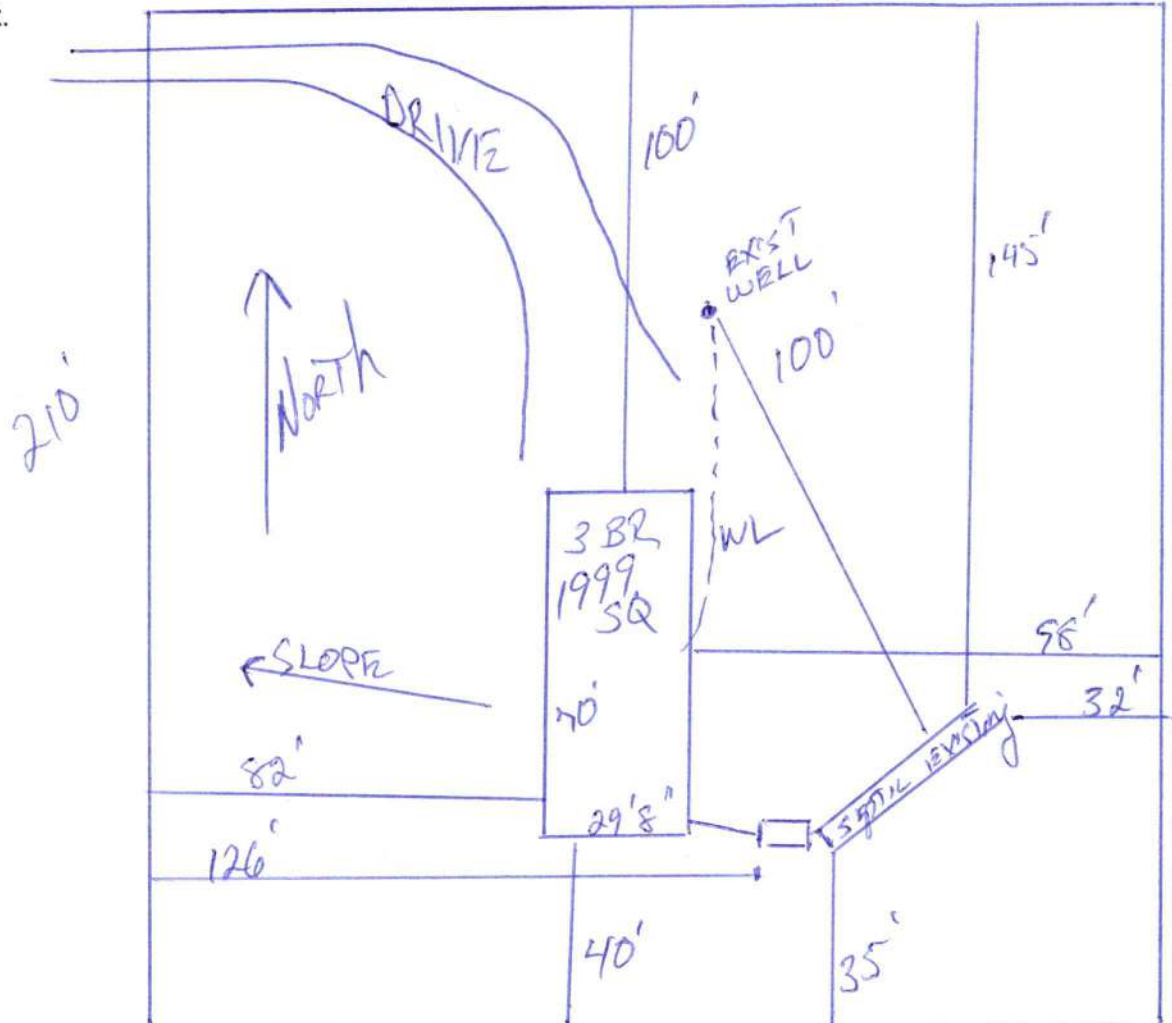 DRIVE
100'
EXIST
WELL
145'
100'
NORTH
210'
3 BR
1999
SQ
WL
98'
SLOPE
70'
32'
SEPTIC EXISTING
82'
29'8"
126'
40'
35'